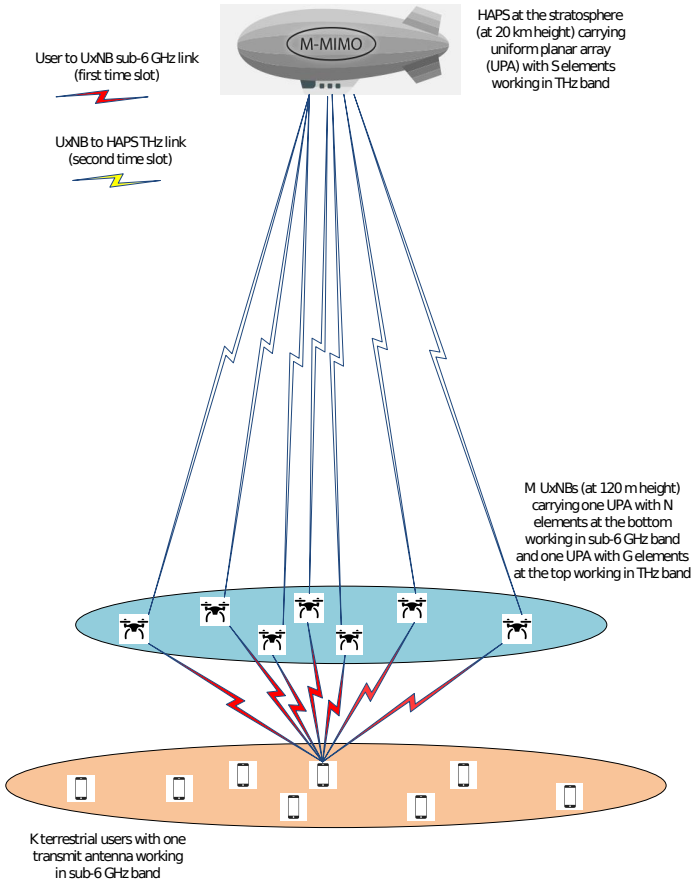 M-MIMO
HAPS at the stratosphere
(at 20 km height) carrying
uniform planar array
(UPA) with S elements
working in THz band
User to UxNB sub-6 GHz link
(first time slot)
UxNB to HAPS THz link
(second time slot)
M UxNBs (at 120 m height)
carrying one UPA with N
elements at the bottom
working in sub-6 GHz band
and one UPA with G elements
at the top working in THz band
K terrestrial users with one
transmit antenna working
in sub-6 GHz band